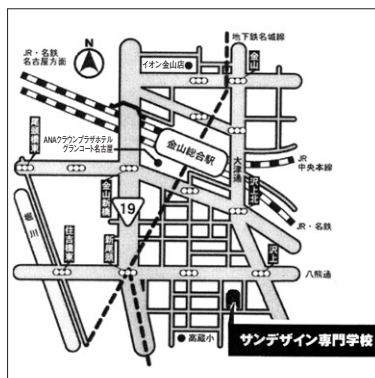 N
地下鉄名城線
JR・名鉄
名古屋方面
イオン金山店
金山
尾頭橋東
ANAクラウンプラザホテル
グランコート名古屋
金山総合駅
大津通
JR
中央本線
沢上北
金山新橋
19
堀川
住吉橋東
新尾頭
沢上
JR・名鉄
八熊通
高蔵小
サンデザイン専門学校